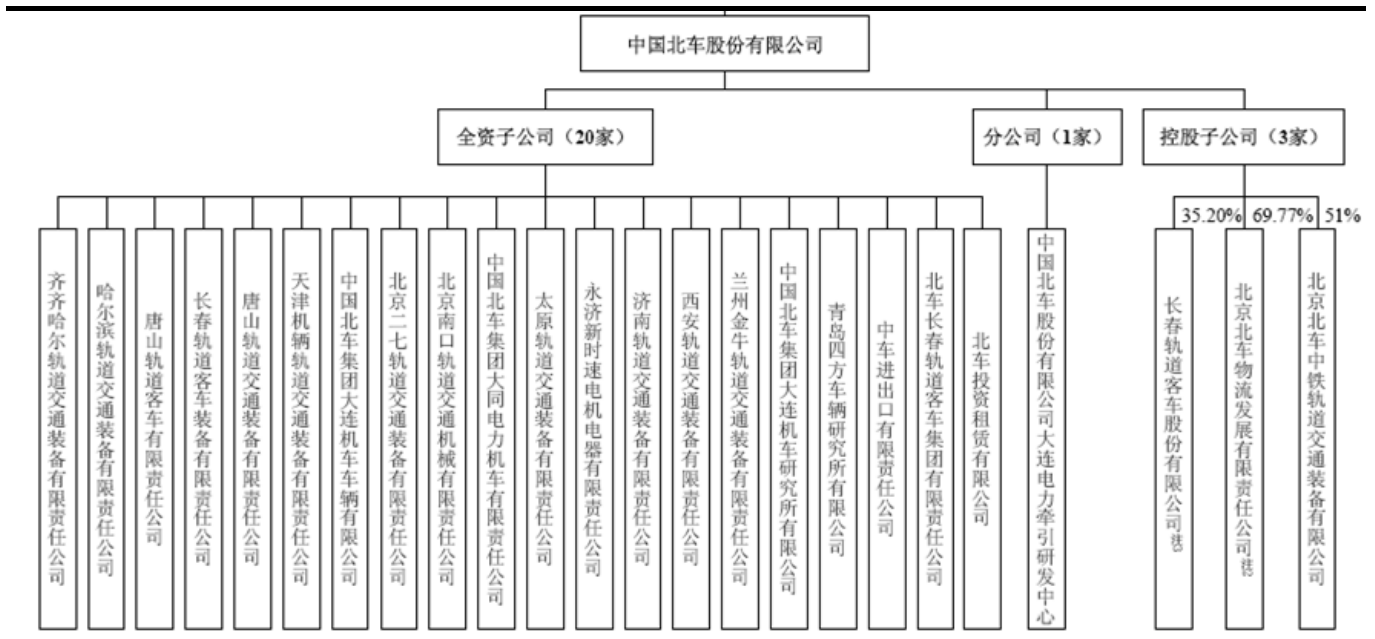 中国北车股份有限公司
全资子公司（20家）
分公司（1家）
控股子公司（3家）
35.20%
69.77%
51%
齐齐哈尔轨道交通装备有限责任公司
哈尔滨轨道交通装备有限责任公司
唐山轨道客车有限责任公司
长春轨道客车装备有限责任公司
唐山轨道交通装备有限责任公司
天津机辆轨道交通装备有限责任公司
中国北车集团大连机车车辆有限公司
北京二七轨道交通装备有限责任公司
北京南口轨道交通机械有限责任公司
中国北车集团大同电力机车有限责任公司
太原轨道交通装备有限责任公司
永济新时速电机电器有限责任公司
济南轨道交通装备有限责任公司
西安轨道交通装备有限责任公司
兰州金牛轨道交通装备有限责任公司
中国北车集团大连机车研究所有限公司
青岛四方车辆研究所有限公司
中车进出口有限责任公司
北车长春轨道客车集团有限责任公司
北车投资租赁有限公司
中国北车股份有限公司大连电力牵引研发中心
长春轨道客车股份有限公司注3
北京北车物流发展有限责任公司注2
北京北车中铁轨道交通装备有限公司